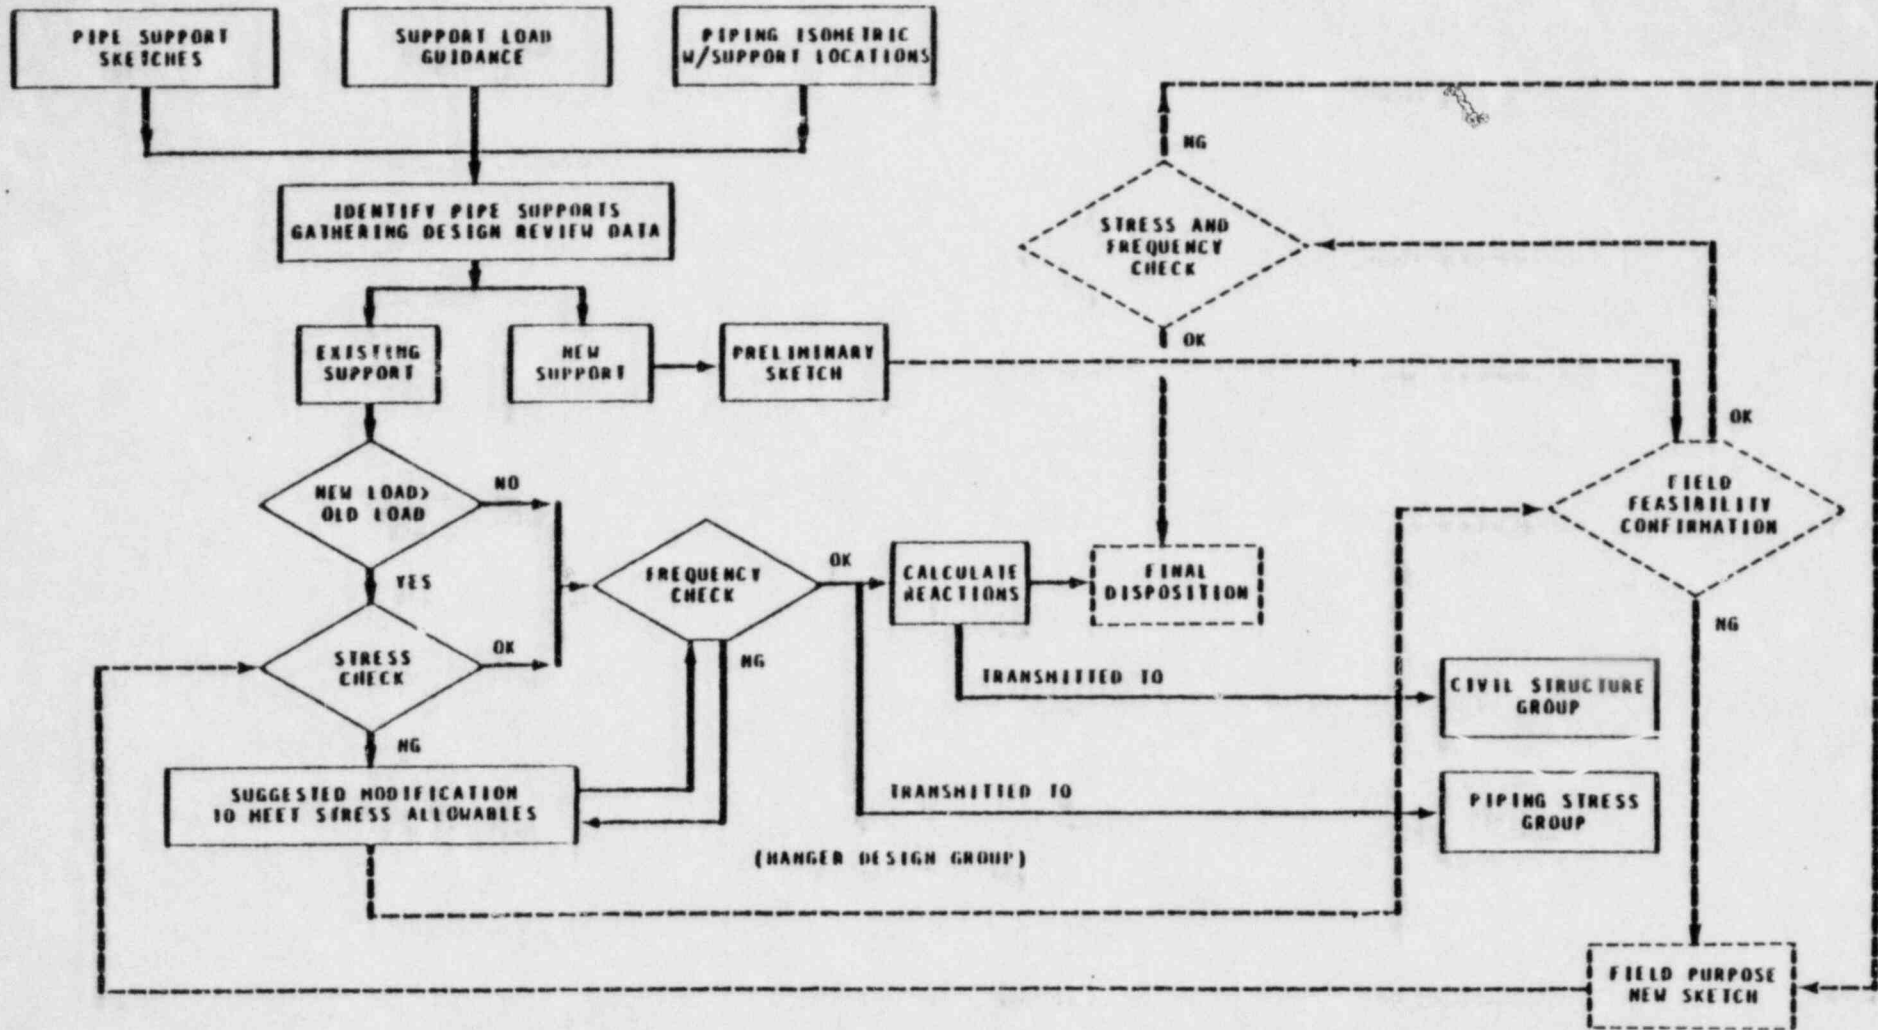 PIPE SUPPORT
SKETCHES
SUPPORT LOAD
GUIDANCE
PIPING ISOMETRIC
W/SUPPORT LOCATIONS
IDENTIFY PIPE SUPPORTS
GATHERING DESIGN REVIEW DATA
NG
STRESS AND
FREQUENCY
CHECK
OK
EXISTING
SUPPORT
NEW
SUPPORT
PRELIMINARY
SKETCH
OK
NEW LOAD>
OLD LOAD
NO
FIELD
FEASIBILITY
CONFIRMATION
YES
FREQUENCY
CHECK
OK
CALCULATE
REACTIONS
FINAL
DISPOSITION
NG
STRESS
CHECK
OK
NG
TRANSMITTED TO
CIVIL STRUCTURE
GROUP
NG
SUGGESTED MODIFICATION
TO MEET STRESS ALLOWABLES
TRANSMITTED TO
PIPING STRESS
GROUP
(HANGER DESIGN GROUP)
FIELD PURPOSE
NEW SKETCH